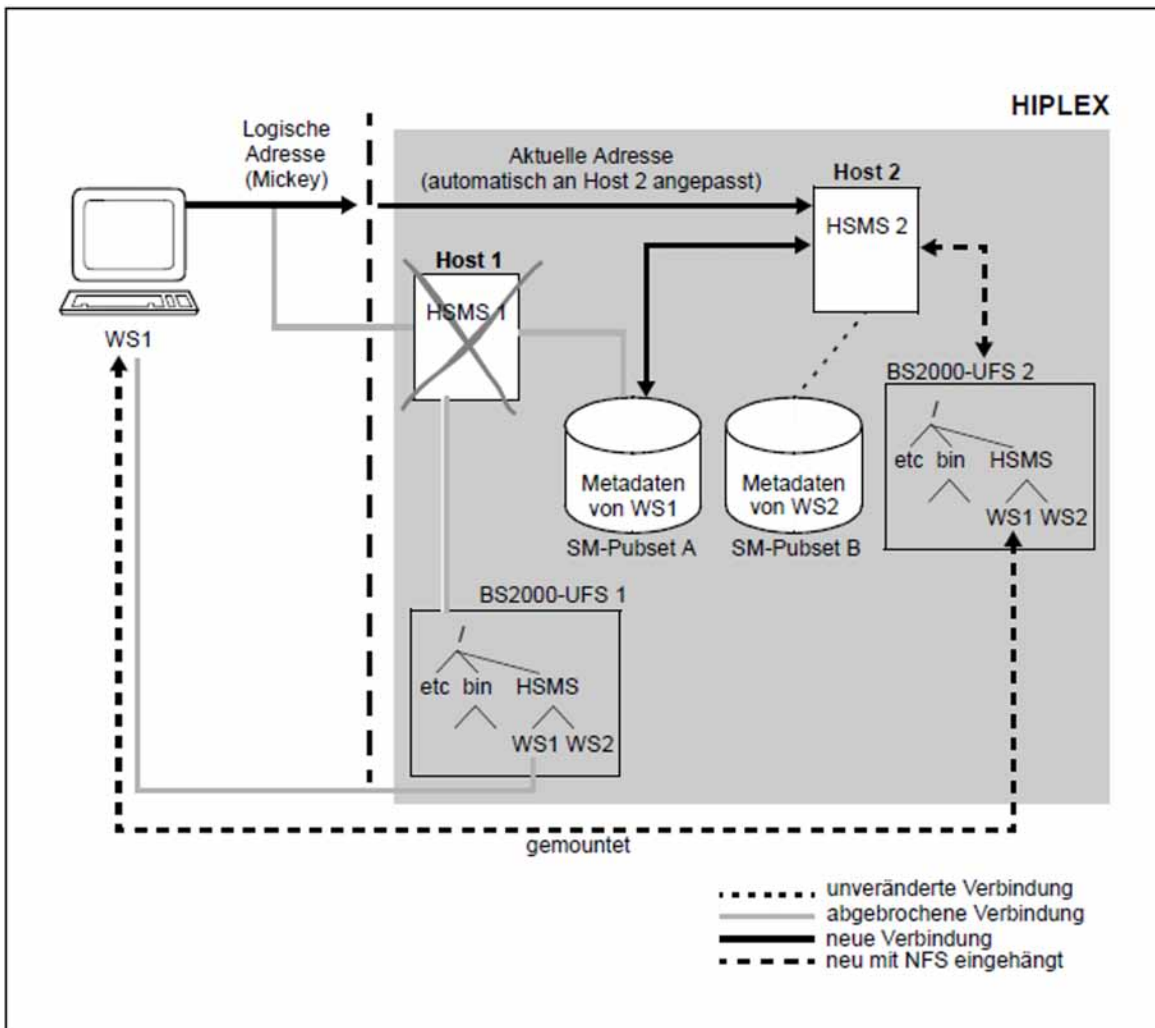 HIPLEX
Logische
Adresse
(Mickey)
Aktuelle Adresse
(automatisch an Host 2 angepasst)
Host 2
HSMS 2
Host 1
HSMS 1
WS1
BS2000-UFS 2
/
etc bin HSMS
WS1 WS2
Metadaten
von WS1
SM-Pubset A
Metadaten
von WS2
SM-Pubset B
BS2000-UFS 1
/
etc bin HSMS
WS1 WS2
gemountet
unveränderte Verbindung
abgebrochene Verbindung
neue Verbindung
neu mit NFS eingehängt